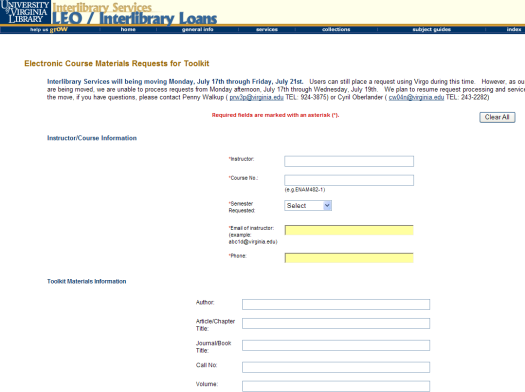 UNIVERSITY
of VIRGINIA
LIBRARY
Interlibrary Services
LEO / Interlibrary Loans
help us grOW home general info services collections subject guides index
Electronic Course Materials Requests for Toolkit
Interlibrary Services will being moving Monday, July 17th through Friday, July 21st. Users can still place a request using Virgo during this time. However, as ou
are being moved, we are unable to process requests from Monday afternoon, July 17th through Wednesday, July 19th. We plan to resume request processing and service
the move, if you have questions, please contact Penny Walkup ( prw3p@virginia.edu TEL: 924-3875) or Cyril Oberlander ( cw04n@virginia.edu TEL: 243-2282)
Required fields are marked with an asterisk (*).
Clear All
Instructor/Course Information
*Instructor:
*Course No.:
(e.g.ENAM482-1)
*Semester
Requested:
Select
*Email of instructor:
(example:
abc1d@virginia.edu)
*Phone:
Toolkit Materials Information
Author:
Article/Chapter
Title:
Journal/Book
Title:
Call No:
Volume: